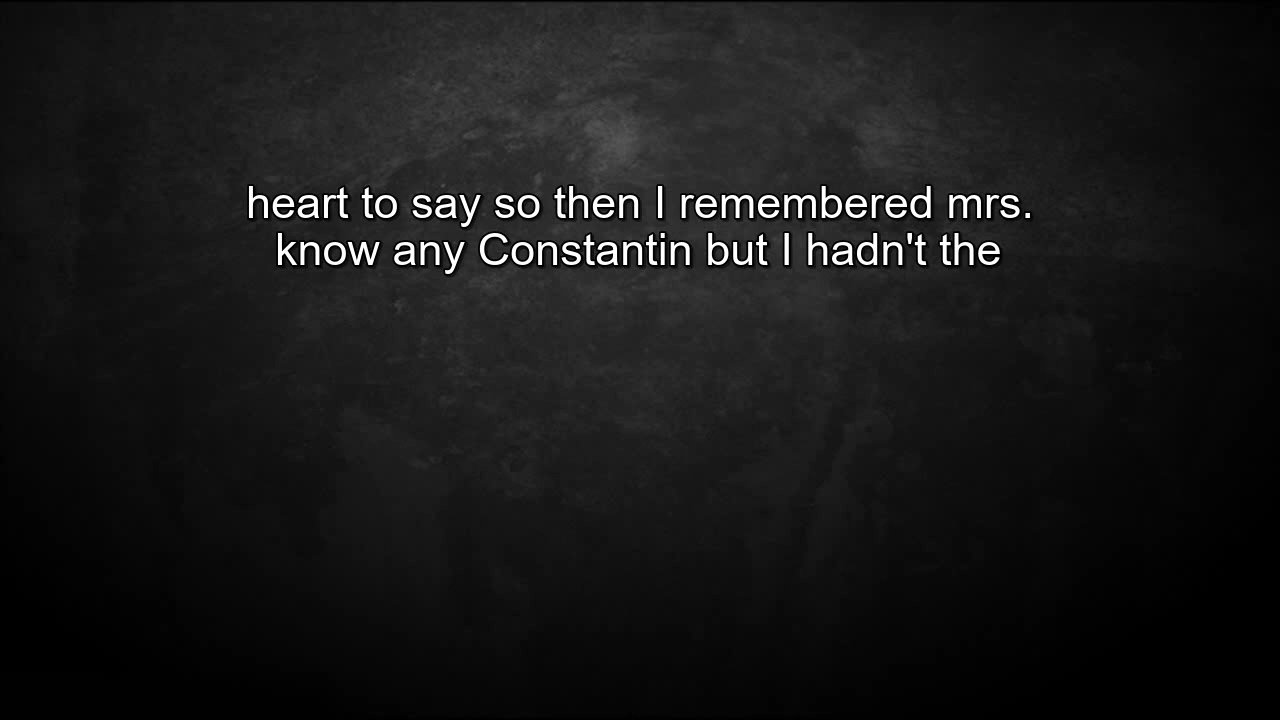 heart to say so then I remembered mrs.
know any Constantin but I hadn't the